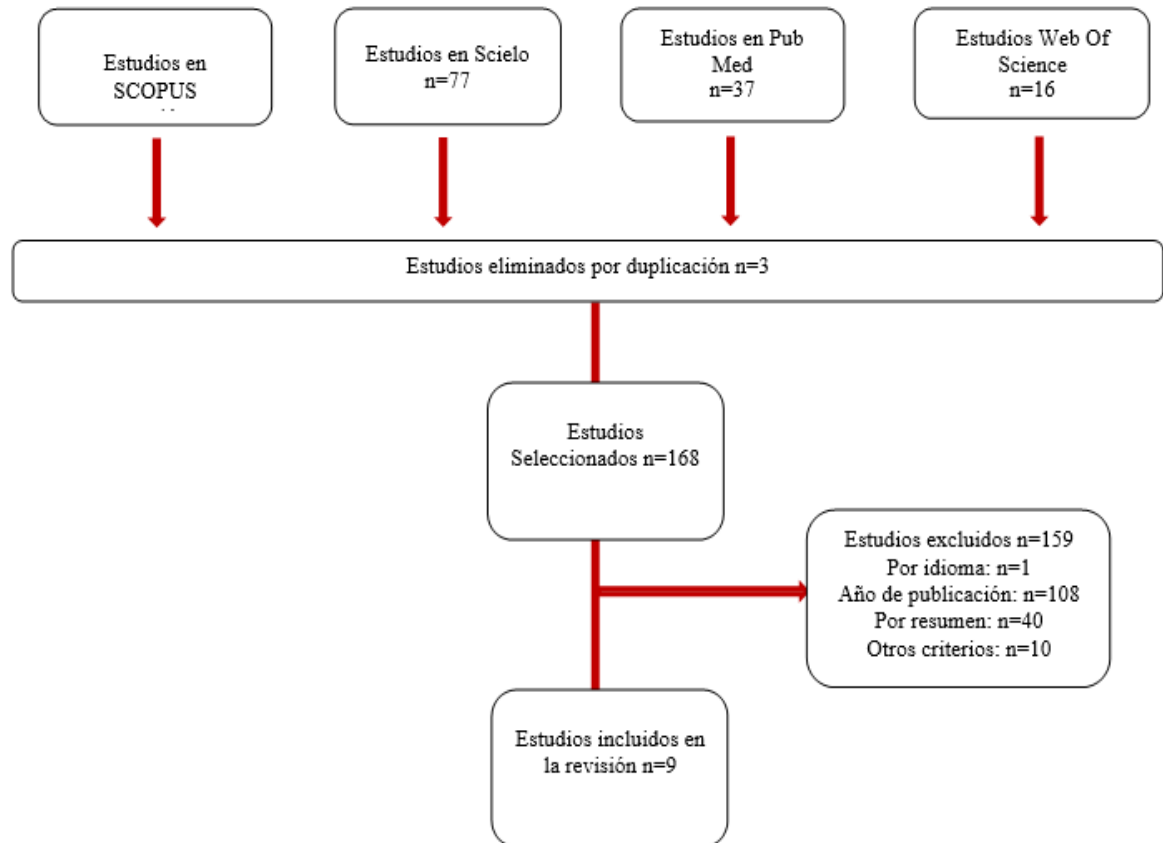 Estudios en
SCOPUS
Estudios en Scielo
n=77
Estudios en Pub
Med
n=37
Estudios Web Of
Science
n=16
Estudios eliminados por duplicación n=3
Estudios
Seleccionados n=168
Estudios excluidos n=159
Por idioma: n=1
Año de publicación: n=108
Por resumen: n=40
Otros criterios: n=10
Estudios incluidos en
la revisión n=9